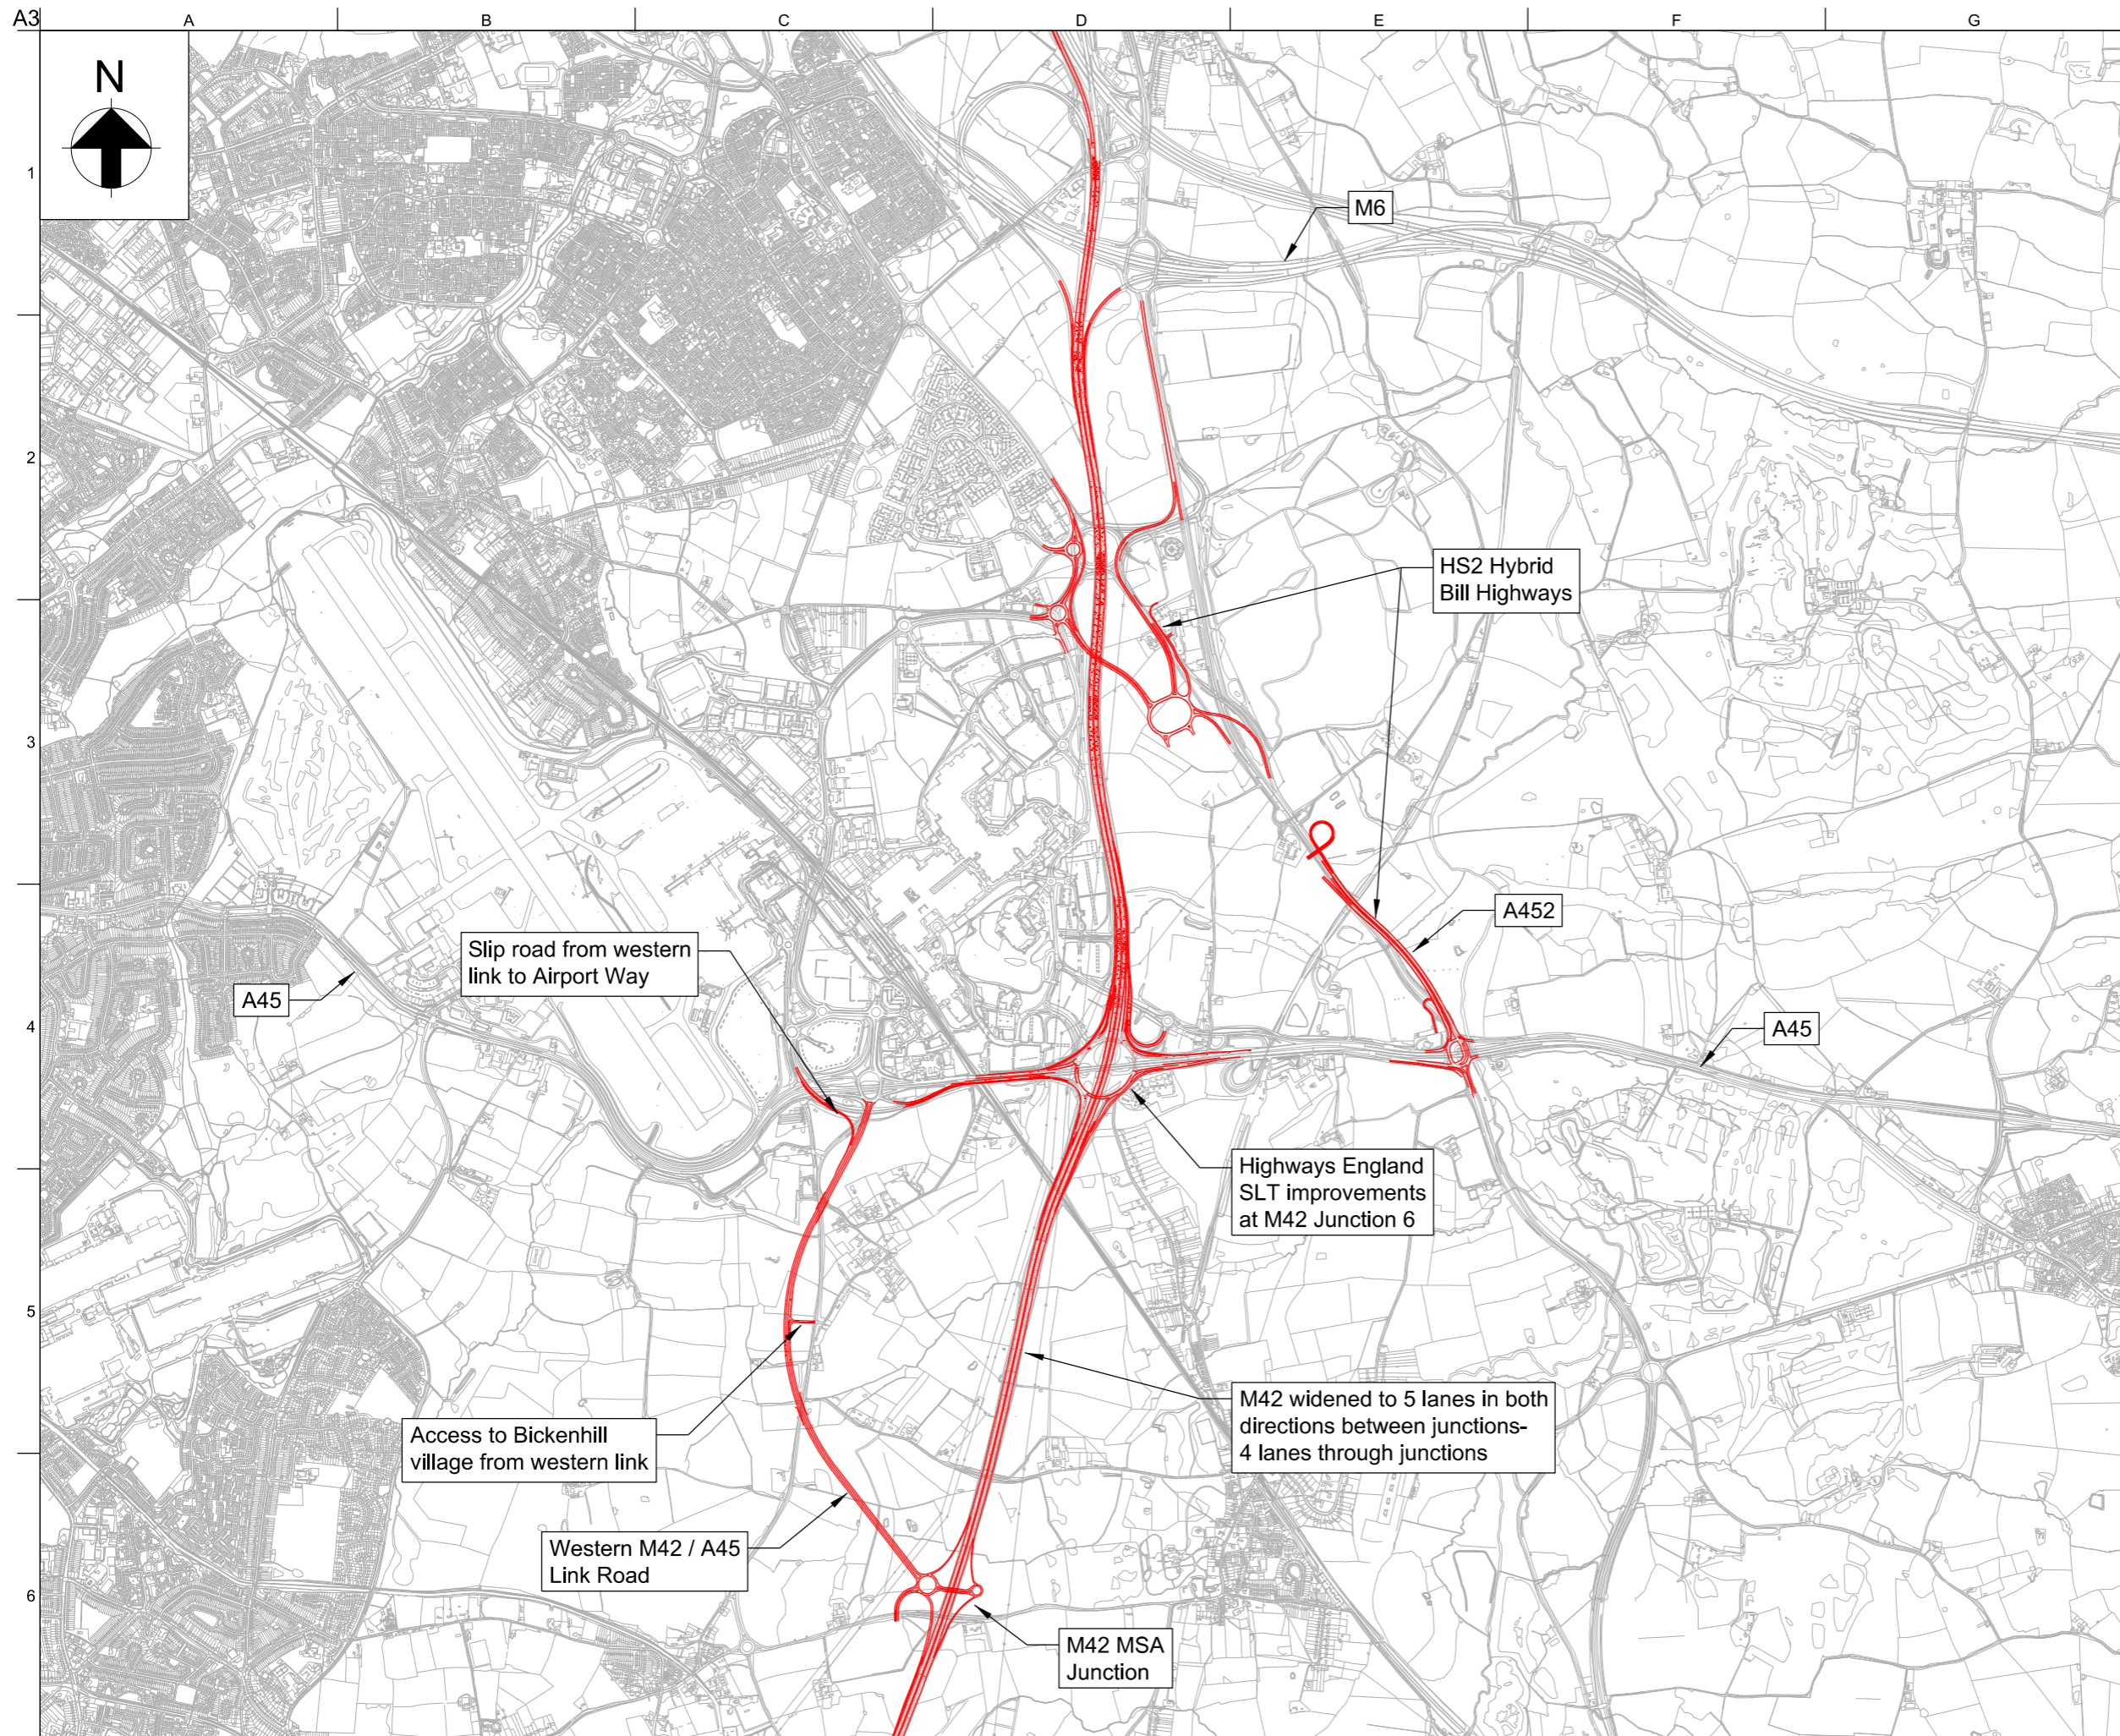 A3
A
B
C
D
E
F
G
N
1
2
3
4
5
6
M6
HS2 Hybrid
Bill Highways
A452
Slip road from western
link to Airport Way
A45
A45
Highways England
SLT improvements
at M42 Junction 6
M42 widened to 5 lanes in both
directions between junctions-
4 lanes through junctions
Access to Bickenhill
village from western link
Western M42 / A45
Link Road
M42 MSA
Junction